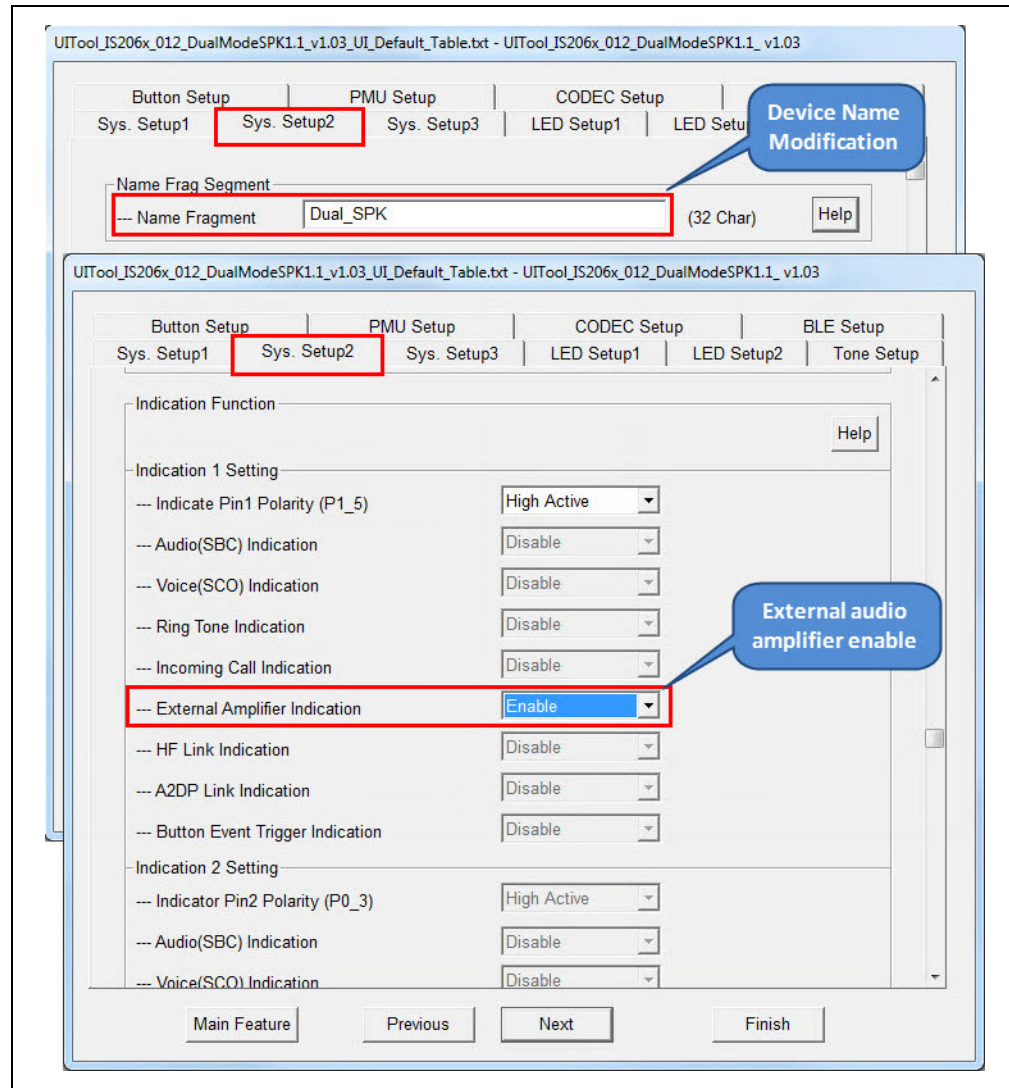 UITool_IS206x_012_DualModeSPK1.1_v1.03_UI_Default_Table.txt - UITool_IS206x_012_DualModeSPK1.1_ v1.03
Button Setup PMU Setup CODEC Setup
Sys. Setup1 Sys. Setup2 Sys. Setup3 LED Setup1 LED Setu
Device Name
Modification
Name Frag Segment
--- Name Fragment Dual_SPK (32 Char) Help
UITool_IS206x_012_DualModeSPK1.1_v1.03_UI_Default_Table.txt - UITool_IS206x_012_DualModeSPK1.1_ v1.03
Button Setup PMU Setup CODEC Setup BLE Setup
Sys. Setup1 Sys. Setup2 Sys. Setup3 LED Setup1 LED Setup2 Tone Setup
Indication Function
Help
Indication 1 Setting
--- Indicate Pin1 Polarity (P1_5) High Active
--- Audio(SBC) Indication Disable
--- Voice(SCO) Indication Disable
--- Ring Tone Indication Disable
--- Incoming Call Indication Disable
External audio
amplifier enable
--- External Amplifier Indication Enable
--- HF Link Indication Disable
--- A2DP Link Indication Disable
--- Button Event Trigger Indication Disable
Indication 2 Setting
--- Indicator Pin2 Polarity (P0_3) High Active
--- Audio(SBC) Indication Disable
--- Voice(SCO) Indication Disable
Main Feature Previous Next Finish